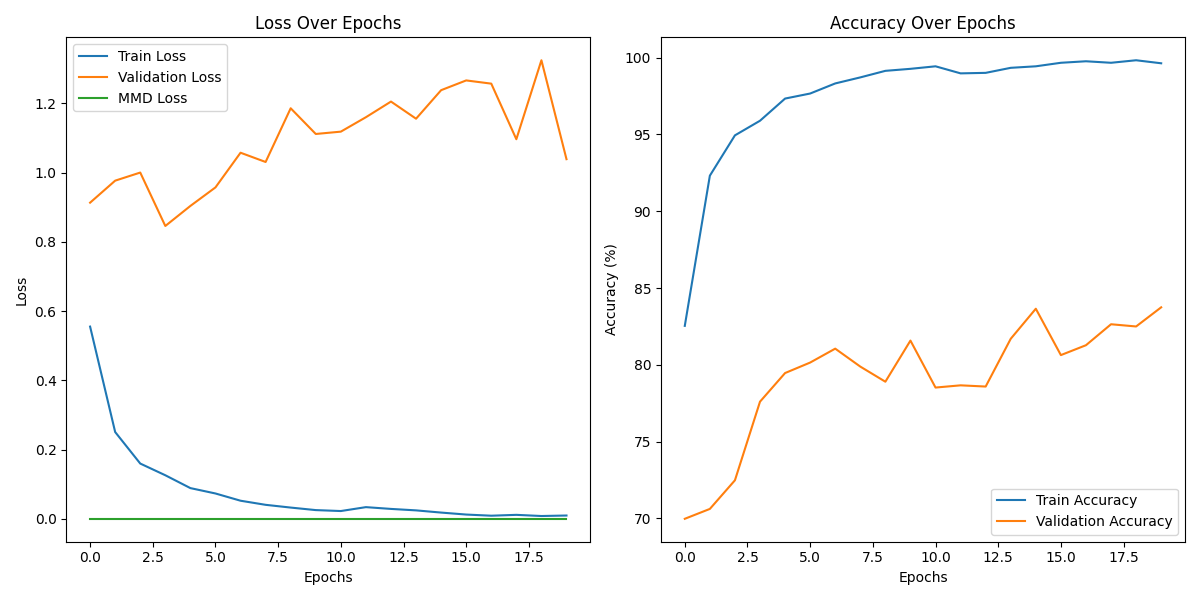 Loss Over Epochs
Train Loss
Validation Loss
MMD Loss
1.2
1.0
0.8
0.6
0.4
0.2
0.0
Loss
0.0 2.5 5.0 7.5 10.0 12.5 15.0 17.5
Epochs
Accuracy Over Epochs
100
95
90
85
80
75
70
Accuracy (%)
Train Accuracy
Validation Accuracy
0.0 2.5 5.0 7.5 10.0 12.5 15.0 17.5
Epochs